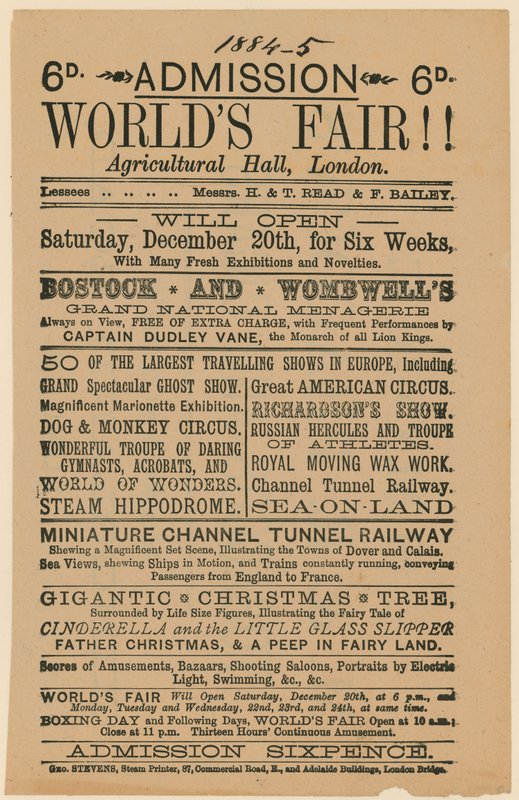 1884-5
6D. ADMISSION 6D.
WORLD'S FAIR!!
Agricultural Hall, London.
Lessees .. .. .. .. Messrs. H. & T. READ & F. BAILEY.
WILL OPEN
Saturday, December 20th, for Six Weeks,
With Many Fresh Exhibitions and Novelties.
BOSTOCK * AND * WOMBWELL'S
GRAND NATIONAL MENAGERIE
Always on View, FREE OF EXTRA CHARGE, with Frequent Performances by
CAPTAIN DUDLEY VANE, the Monarch of all Lion Kings.
50 OF THE LARGEST TRAVELLING SHOWS IN EUROPE, Including
GRAND Spectacular GHOST SHOW.
Magnificent Marionette Exhibition.
DOG & MONKEY CIRCUS.
WONDERFUL TROUPE OF DARING
GYMNASTS, ACROBATS, AND
WORLD OF WONDERS.
STEAM HIPPODROME.
Great AMERICAN CIRCUS.
RICHARDSON'S SHOW.
RUSSIAN HERCULES AND TROUPE
OF ATHLETES.
ROYAL MOVING WAX WORK.
Channel Tunnel Railway.
SEA-ON-LAND
MINIATURE CHANNEL TUNNEL RAILWAY
Shewing a Magnificent Set Scene, Illustrating the Towns of Dover and Calais.
Sea Views, shewing Ships in Motion, and Trains constantly running, conveying
Passengers from England to France.
GIGANTIC * CHRISTMAS * TREE,
Surrounded by Life Size Figures, Illustrating the Fairy Tale of
CINDERELLA and the LITTLE GLASS SLIPPER
FATHER CHRISTMAS, & A PEEP IN FAIRY LAND.
Scores of Amusements, Bazaars, Shooting Saloons, Portraits by Electric
Light, Swimming, &c., &c.
WORLD'S FAIR Will Open Saturday, December 20th, at 6 p.m., and
Monday, Tuesday and Wednesday, 22nd, 23rd, and 24th, at same time.
BOXING DAY and Following Days, WORLD'S FAIR Open at 10 a.m.;
Close at 11 p.m. Thirteen Hours' Continuous Amusement.
ADMISSION SIXPENCE.
GEO. STEVENS, Steam Printer, 87, Commercial Road, E., and Adelaide Buildings, London Bridge.